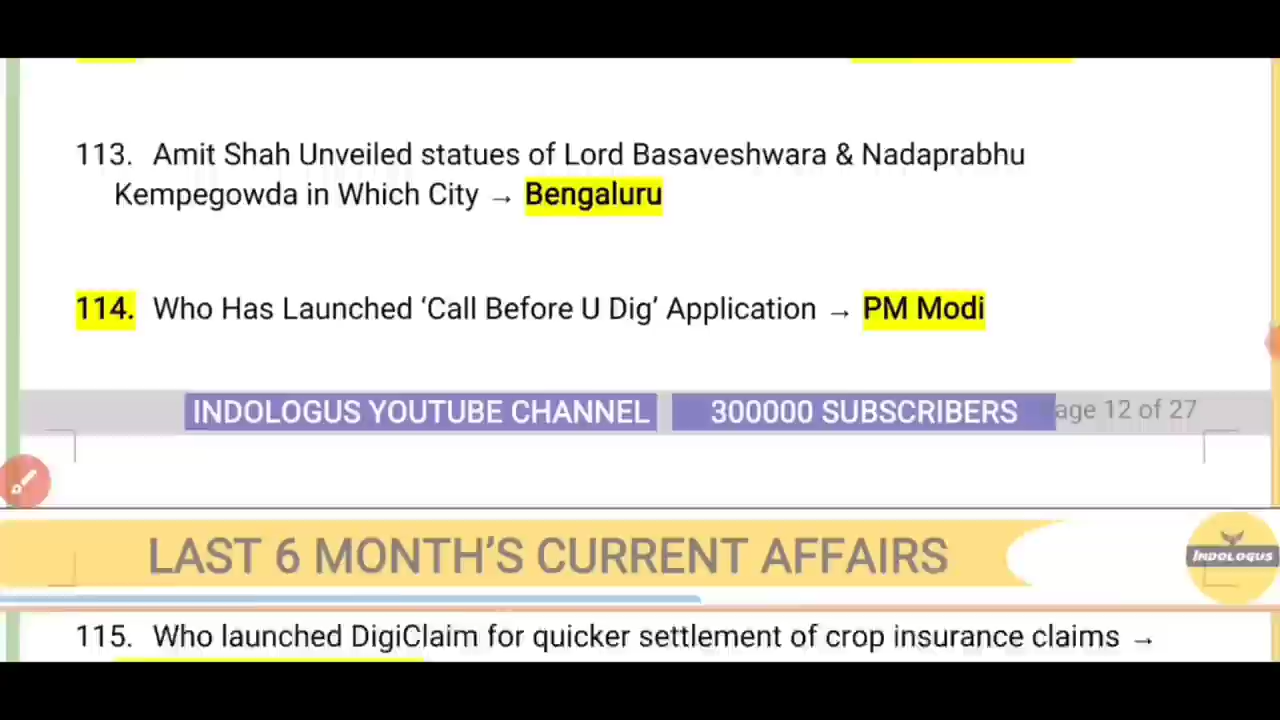 113. Amit Shah Unveiled statues of Lord Basaveshwara & Nadaprabhu
Kempegowda in Which City → Bengaluru
114. Who Has Launched ‘Call Before U Dig’ Application → PM Modi
INDOLOGUS YOUTUBE CHANNEL 300000 SUBSCRIBERS age 12 of 27
LAST 6 MONTH’S CURRENT AFFAIRS
INDOLOGUS
115. Who launched DigiClaim for quicker settlement of crop insurance claims →